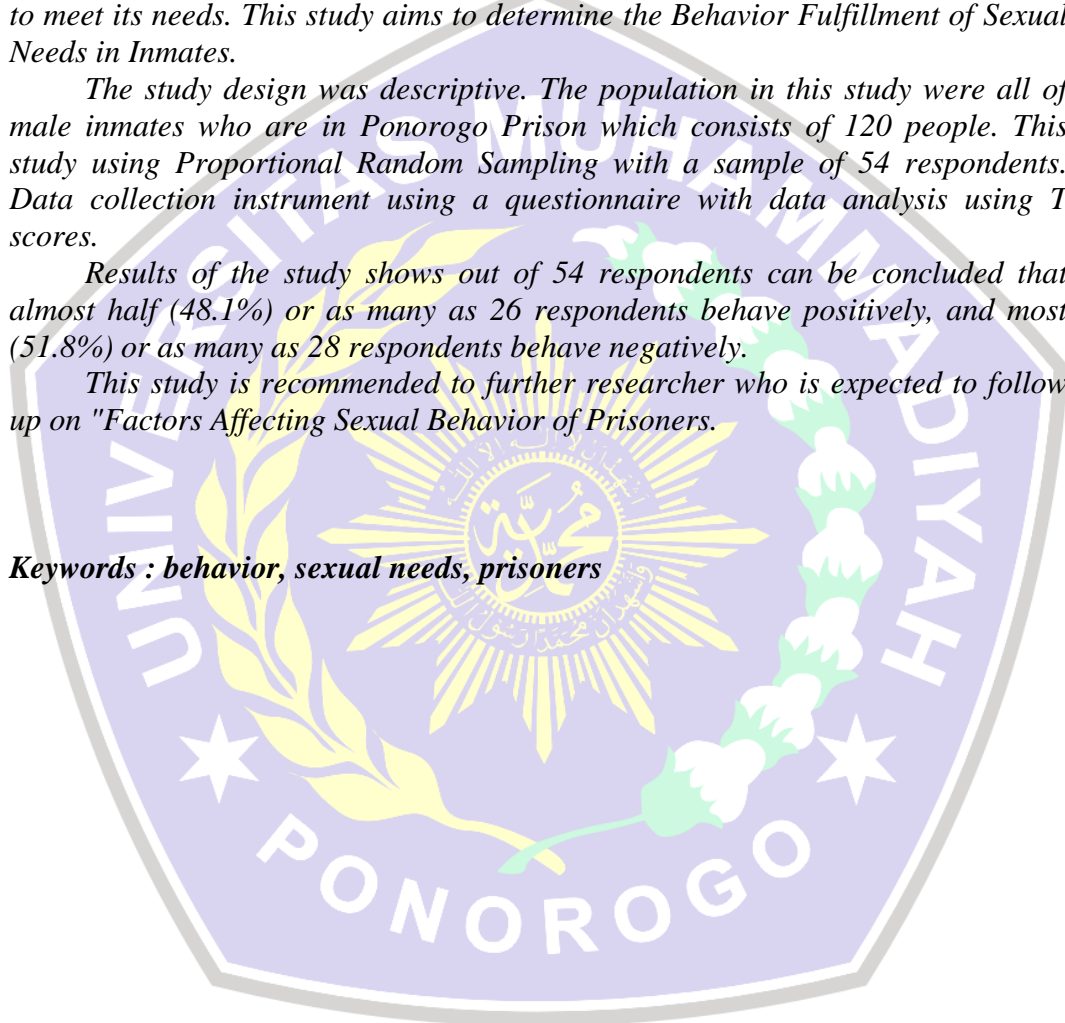 to meet its needs. This study aims to determine the Behavior Fulfillment of Sexual
Needs in Inmates.
The study design was descriptive. The population in this study were all of
male inmates who are in Ponorogo Prison which consists of 120 people. This
study using Proportional Random Sampling with a sample of 54 respondents.
Data collection instrument using a questionnaire with data analysis using T
scores.
Results of the study shows out of 54 respondents can be concluded that
almost half (48.1%) or as many as 26 respondents behave positively, and most
(51.8%) or as many as 28 respondents behave negatively.
This study is recommended to further researcher who is expected to follow
up on "Factors Affecting Sexual Behavior of Prisoners.
Keywords : behavior, sexual needs, prisoners
UNIVERSITAS MUHAMMADIYAH
PONOROGO